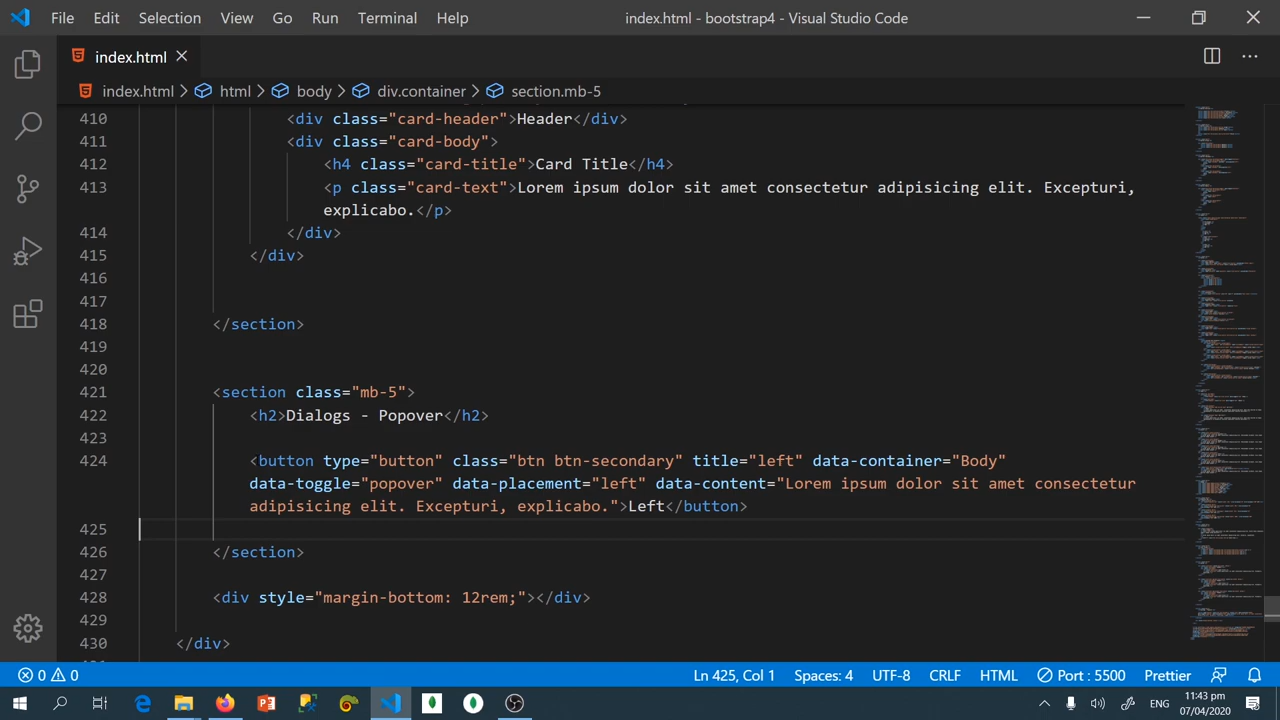 File Edit Selection View Go Run Terminal Help index.html - bootstrap4 - Visual Studio Code
index.html
index.html > html > body > div.container > section.mb-5
410 <div class="card-header">Header</div>
411 <div class="card-body">
412 <h4 class="card-title">Card Title</h4>
413 <p class="card-text">Lorem ipsum dolor sit amet consectetur adipisicing elit. Excepturi,
explicabo.</p>
414 </div>
415 </div>
416
417
418 </section>
419
420
421 <section class="mb-5">
422 <h2>Dialogs - Popover</h2>
423
424 <button type="button" class= n-secondary" title="left" data-container= y"
data-toggle="popover" data-placement="left" data-content="Lorem ipsum dolor sit amet consectetur
adipisicing elit. Excepturi, explicabo.">Left</button>
425
426 </section>
427
428 <div style="margin-bottom: 12rem; div>
429
430 </div>
0 0 Ln 425, Col 1 Spaces: 4 UTF-8 CRLF HTML Port : 5500 Prettier
ENG 11:43 pm
07/04/2020